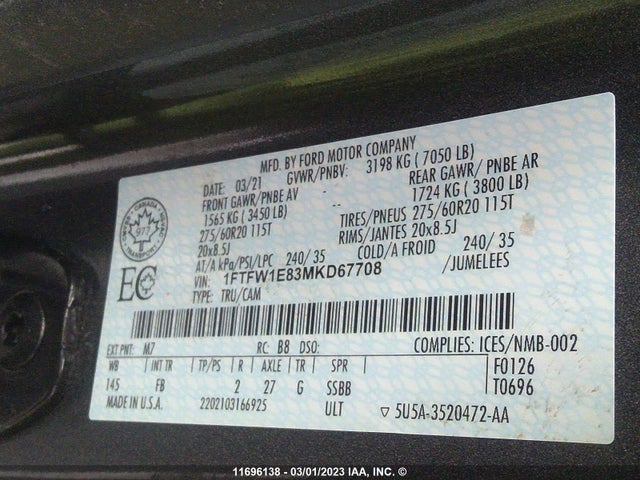 MFD. BY FORD MOTOR COMPANY
DATE: 03/21 GVWR/PNBV: 3198 KG ( 7050 LB)
FRONT GAWR/PNBE AV REAR GAWR/ PNBE AR
1565 KG ( 3450 LB) 1724 KG ( 3800 LB)
275/60R20 115T TIRES/PNEUS 275/60R20 115T
20x8.5J RIMS/JANTES 20x8.5J
AT/A kPa/PSI/LPC 240/ 35 COLD/A FROID 240/ 35
VIN: 1FTFW1E83MKD67708 /JUMELEES
TYPE: TRU/CAM
CANADA
977
TRANSPORT
EC
EXT PNT: M7 RC: B8 DSO: COMPLIES: ICES/NMB-002
WB INT TR TP/PS R AXLE TR SPR F0126
145 FB 2 27 G SSBB T0696
MADE IN U.S.A. 2202103166925 ULT ▽ 5U5A-3520472-AA
11696138 - 03/01/2023 IAA, INC. ©